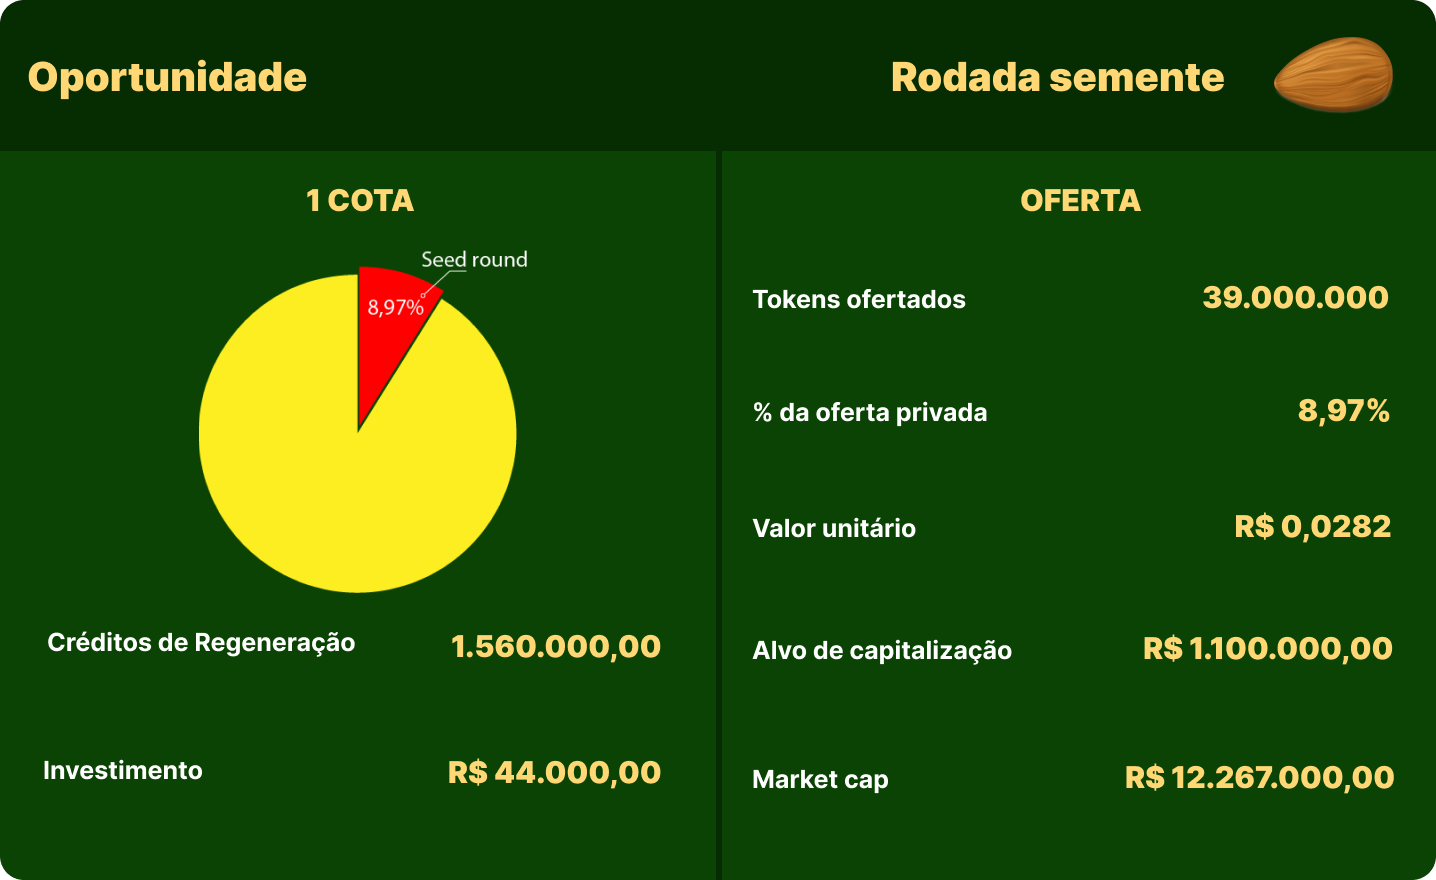 Oportunidade
Rodada semente
1 COTA
Seed round
8,97%
Créditos de Regeneração 1.560.000,00
Investimento R$ 44.000,00
OFERTA
Tokens ofertados 39.000.000
% da oferta privada 8,97%
Valor unitário R$ 0,0282
Alvo de capitalização R$ 1.100.000,00
Market cap R$ 12.267.000,00